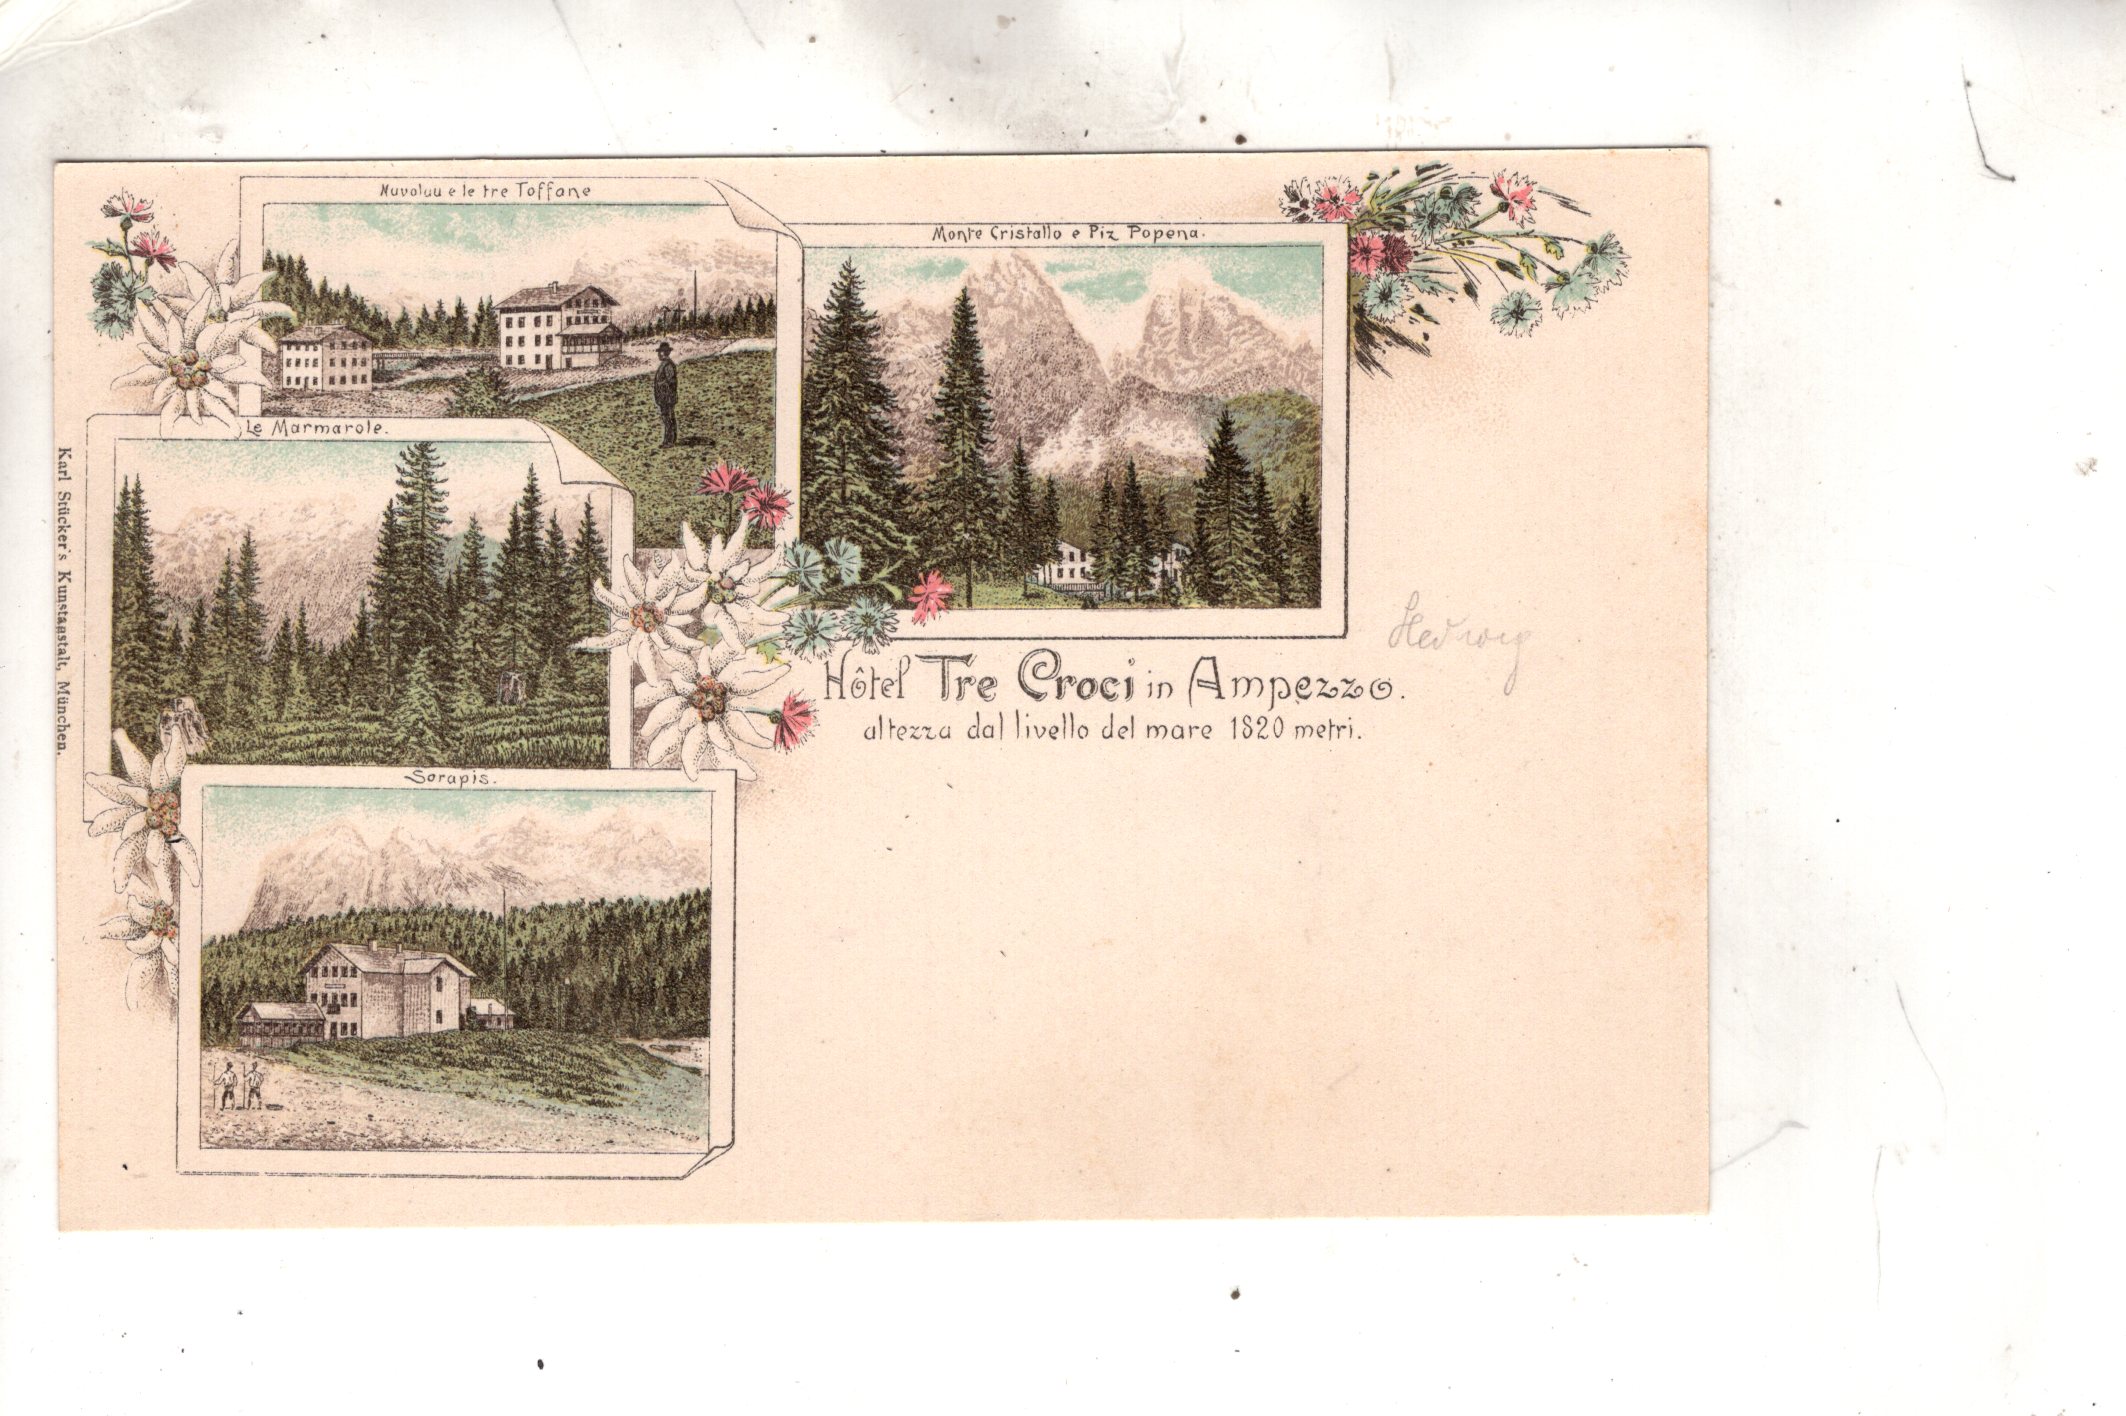 Nuvolau e le tre Toffane
Monte Cristallo e Piz Popena.
Le Marmarole.
Hôtel Tre Croci in Ampezzo.
altezza dal livello del mare 1820 metri.
Sorapis.
Karl Stücker's Kunstanstalt, München.
Hedwig